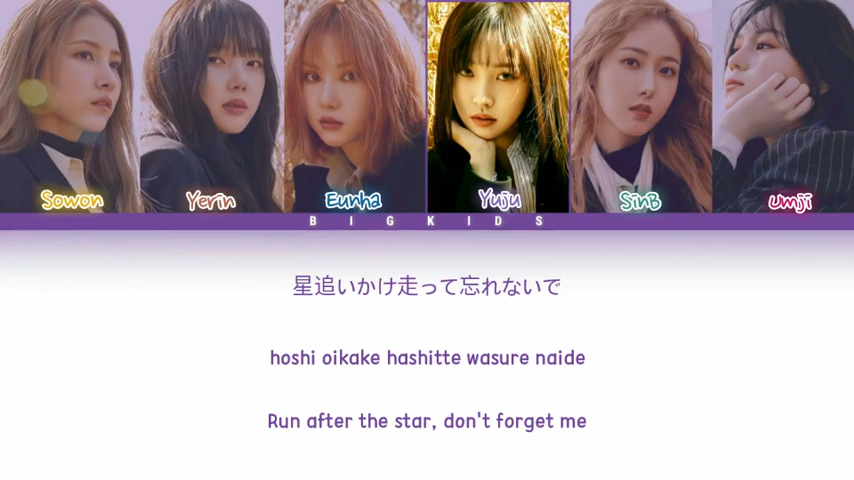 Sowon Yerin Eunha Yuju SinB Umji
BIGKIDS
星追いかけ走って忘れないで
hoshi oikake hashitte wasure naide
Run after the star, don't forget me